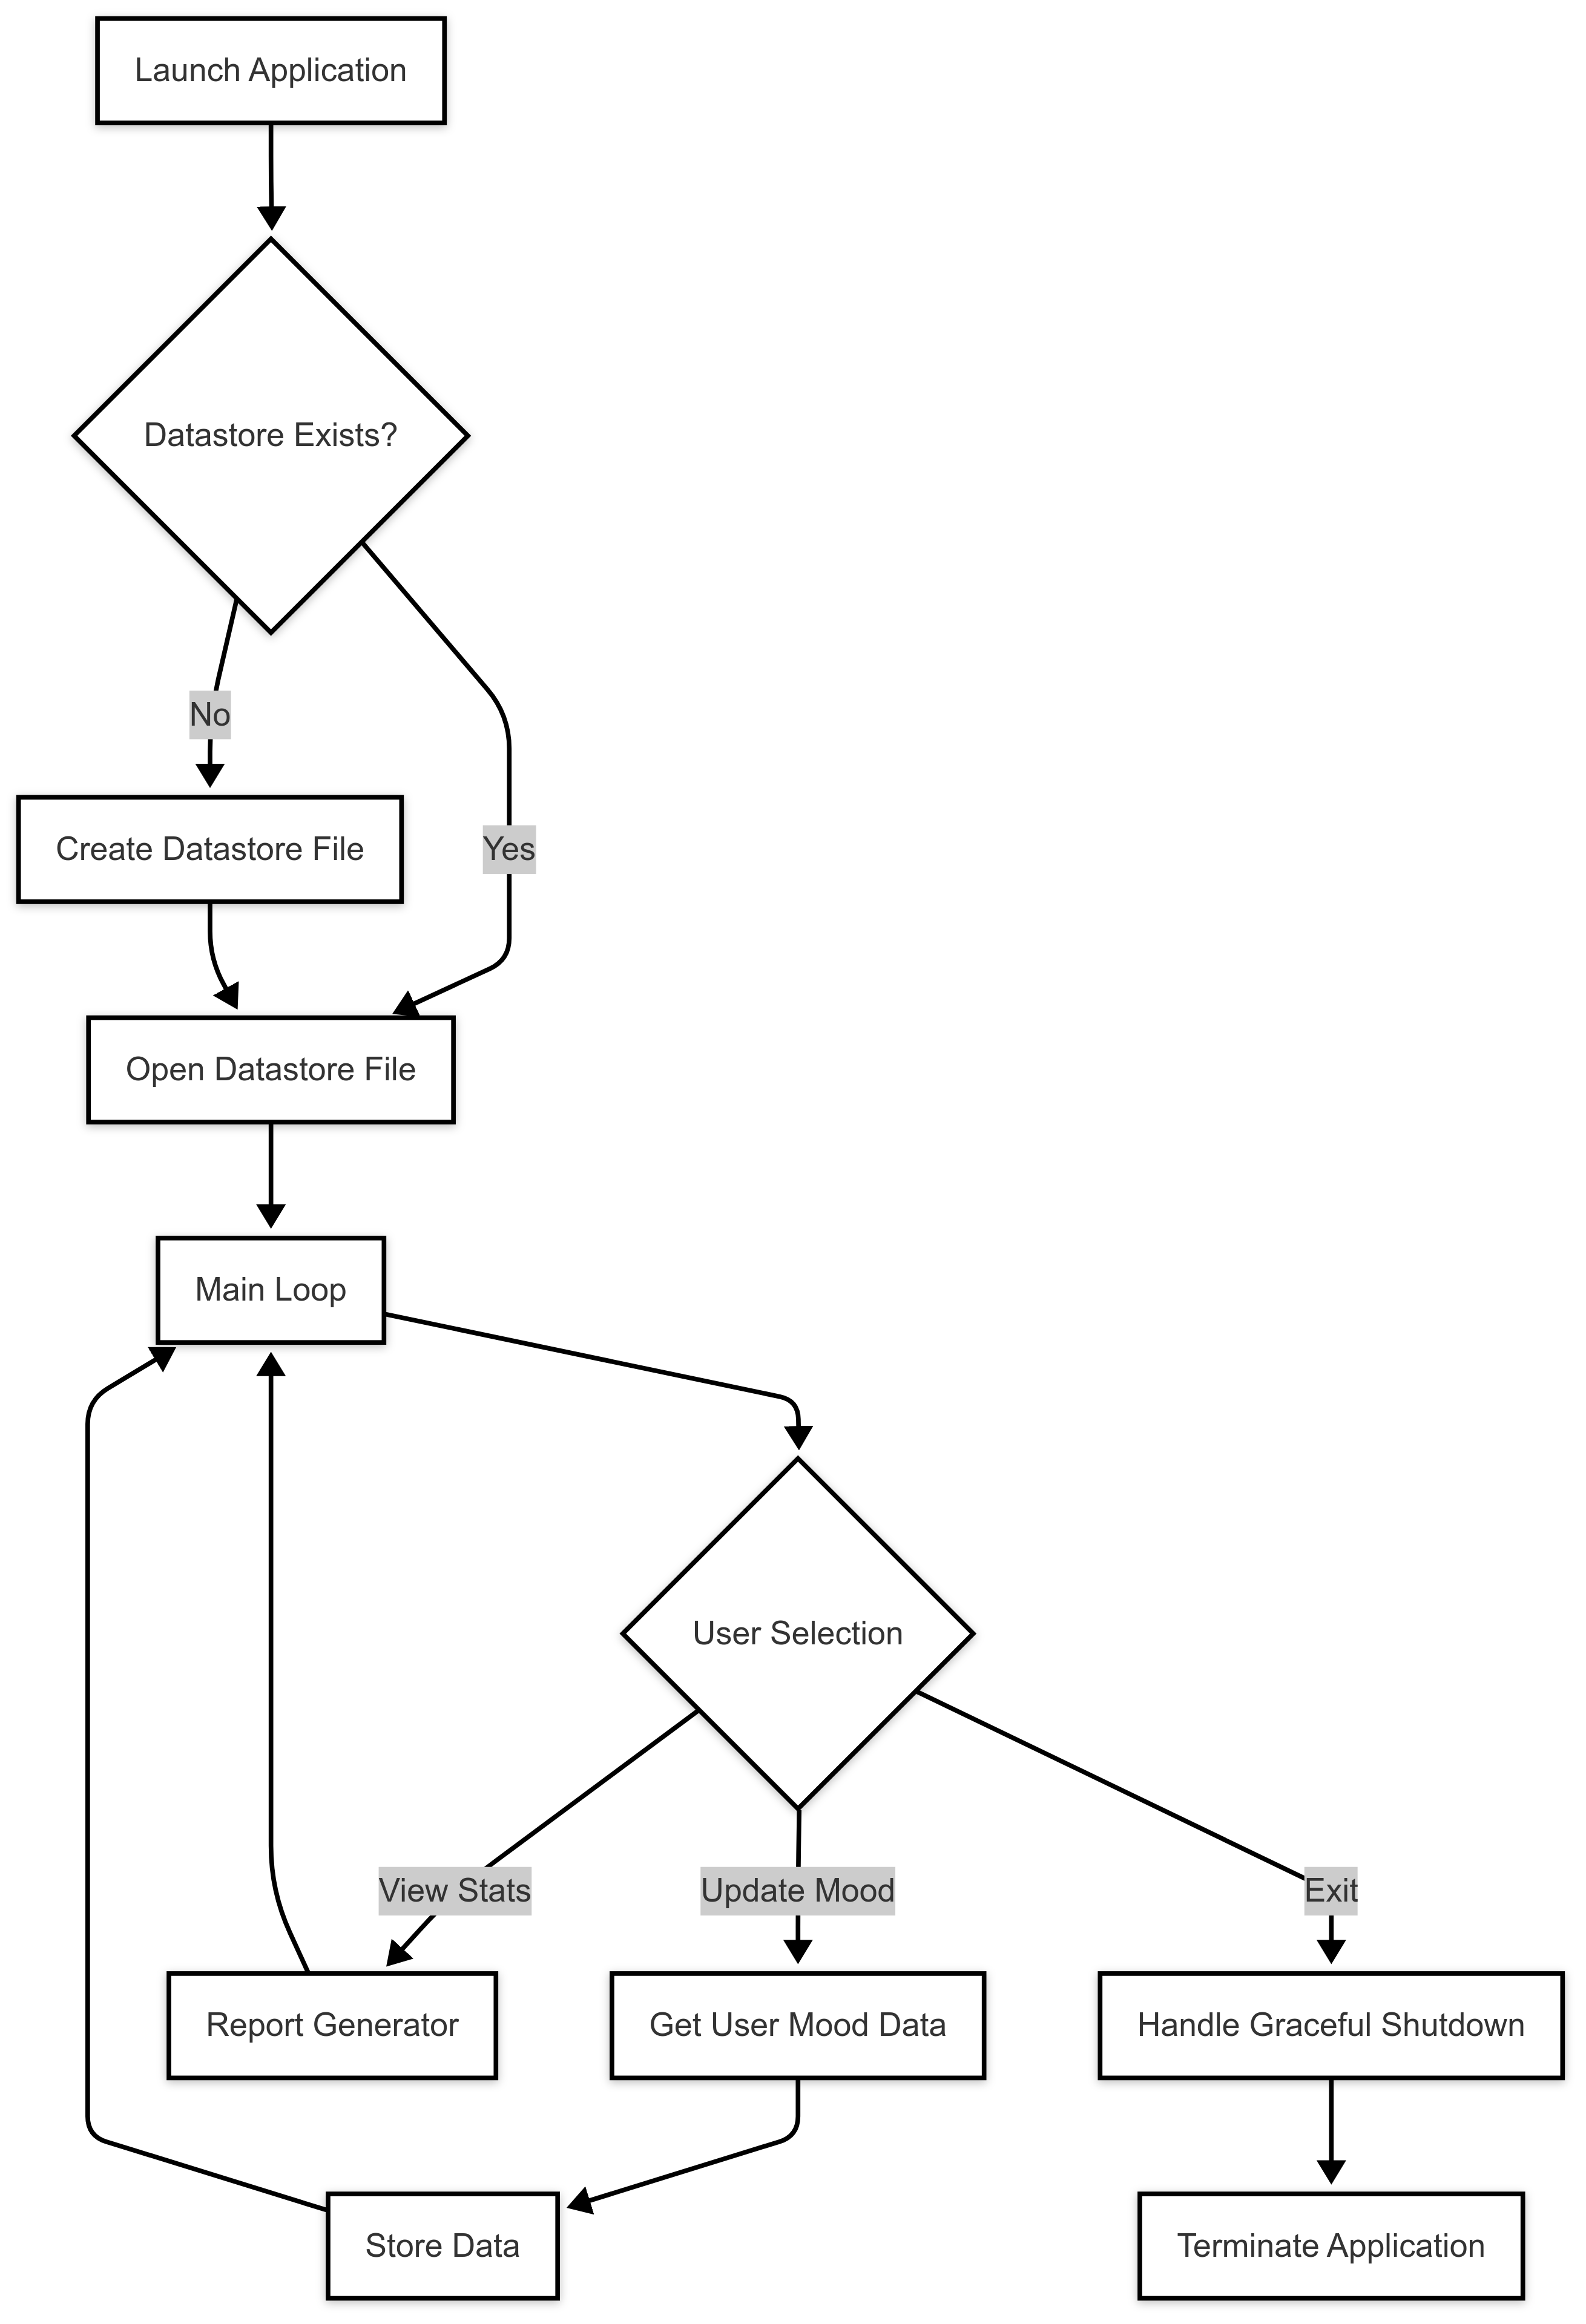 Launch Application
Datastore Exists?
No
Create Datastore File
Yes
Open Datastore File
Main Loop
User Selection
View Stats
Update Mood
Exit
Report Generator
Get User Mood Data
Handle Graceful Shutdown
Store Data
Terminate Application